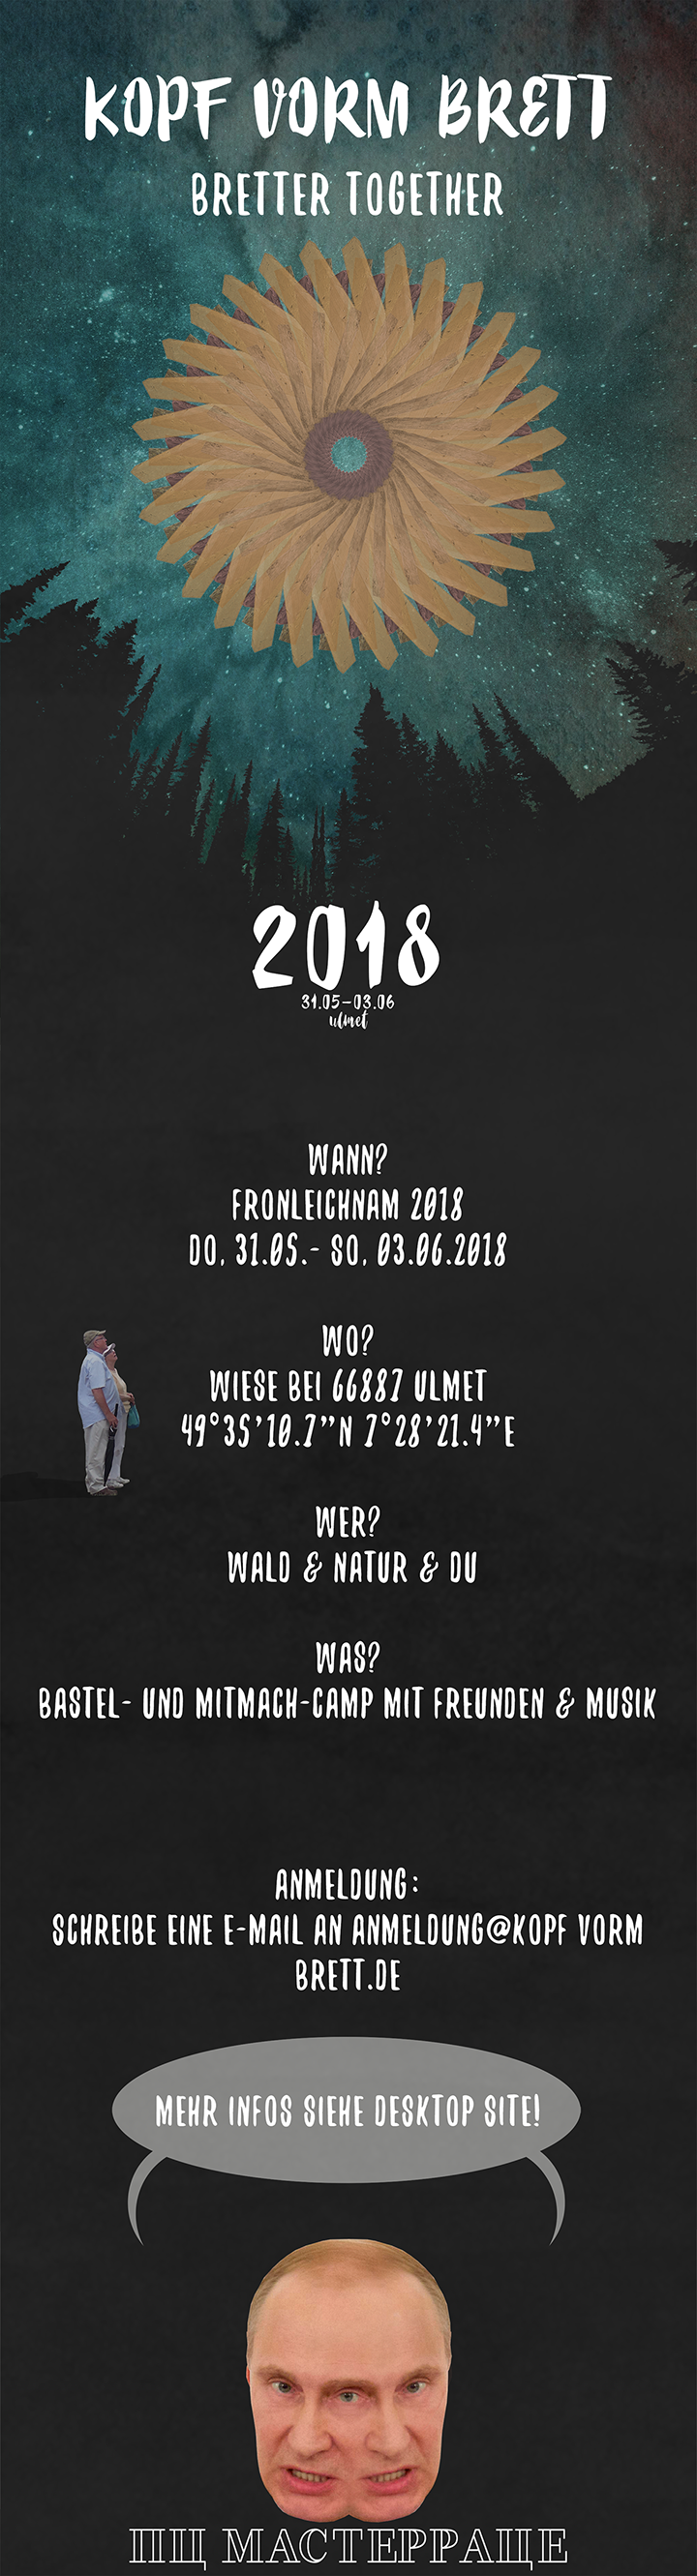 KOPF VORM BRETT
BRETTER TOGETHER
2018
31.05–03.06
ulmet
WANN?
FRONLEICHNAM 2018
DO, 31.05.- SO, 03.06.2018
WO?
WIESE BEI 66887 ULMET
49°35’10.7”N 7°28’21.4”E
WER?
WALD & NATUR & DU
WAS?
BASTEL- UND MITMACH-CAMP MIT FREUNDEN & MUSIK
ANMELDUNG:
SCHREIBE EINE E-MAIL AN ANMELDUNG@KOPF VORM
BRETT.DE
MEHR INFOS SIEHE DESKTOP SITE!
ПЦ МАСТЕРРАЦЕ